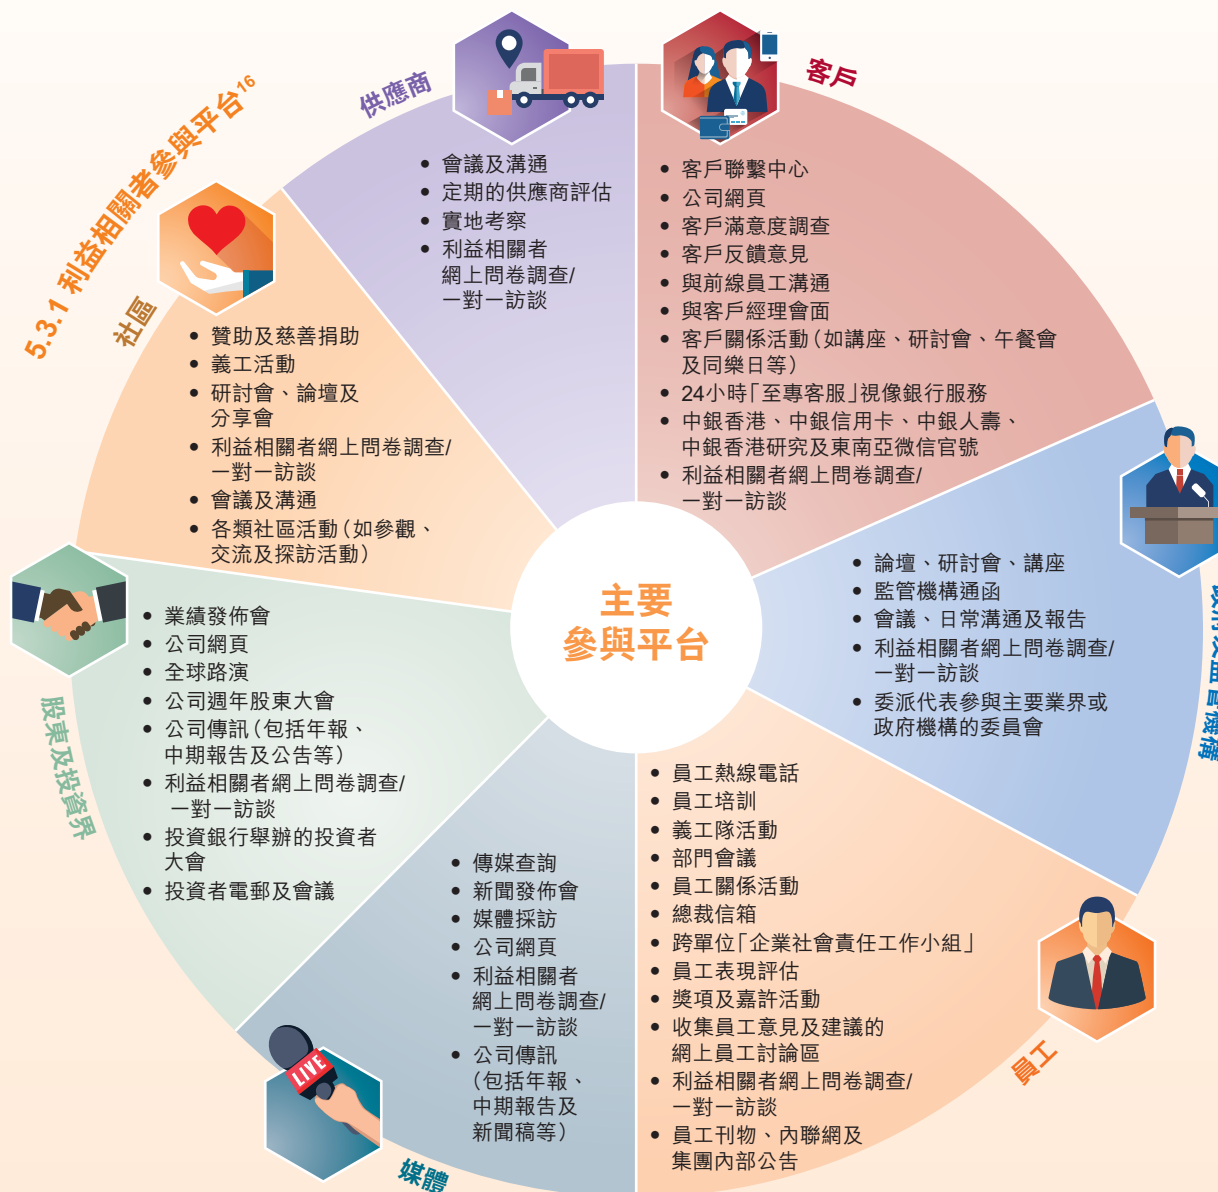 5.3.1 利益相關者參與平台16
供應商
會議及溝通
定期的供應商評估
實地考察
利益相關者
網上問卷調查/
一對一訪談
客戶
客戶聯繫中心
公司網頁
客戶滿意度調查
客戶反饋意見
與前線員工溝通
與客戶經理會面
客戶關係活動（如講座、研討會、午餐會
及同樂日等）
24小時「至專客服」視像銀行服務
中銀香港、中銀信用卡、中銀人壽、
中銀香港研究及東南亞微信官號
利益相關者網上問卷調查/
一對一訪談
社區
贊助及慈善捐助
義工活動
研討會、論壇及
分享會
利益相關者網上問卷調查/
一對一訪談
會議及溝通
各類社區活動（如參觀、
交流及探訪活動）
主要
參與平台
政府及監管機構
論壇、研討會、講座
監管機構通函
會議、日常溝通及報告
利益相關者網上問卷調查/
一對一訪談
委派代表參與主要業界或
政府機構的委員會
股東及投資界
業績發佈會
公司網頁
全球路演
公司週年股東大會
公司傳訊（包括年報、
中期報告及公告等）
利益相關者網上問卷調查/
一對一訪談
投資銀行舉辦的投資者
大會
投資者電郵及會議
媒體
LIVE
傳媒查詢
新聞發佈會
媒體採訪
公司網頁
利益相關者
網上問卷調查/
一對一訪談
公司傳訊
（包括年報、
中期報告及
新聞稿等）
員工
員工熱線電話
員工培訓
義工隊活動
部門會議
員工關係活動
總裁信箱
跨單位「企業社會責任工作小組」
員工表現評估
獎項及嘉許活動
收集員工意見及建議的
網上員工討論區
利益相關者網上問卷調查/
一對一訪談
員工刊物、內聯網及
集團內部公告